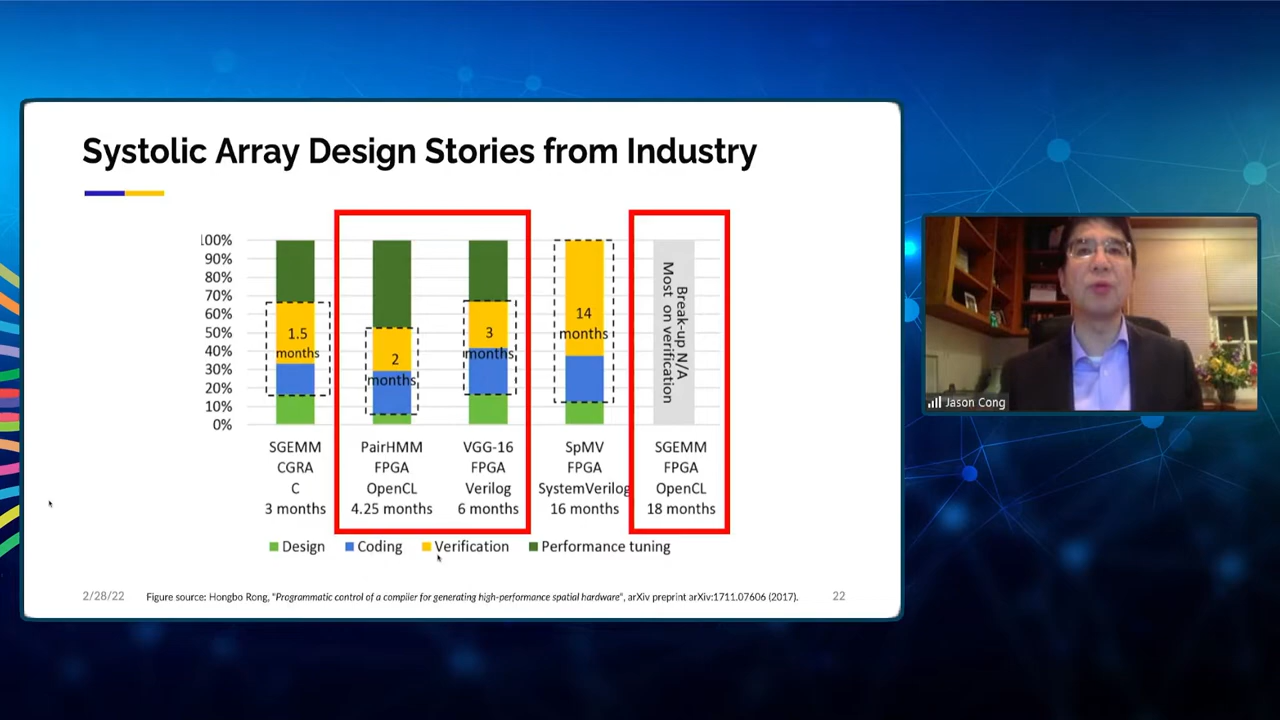 Systolic Array Design Stories from Industry
100%
90%
80%
70%
60%
50%
40%
30%
20%
10%
0%
1.5
months
2
months
3
months
14
months
Break-up N/A
Most on verification
SGEMM
CGRA
C
3 months
PairHMM
FPGA
OpenCL
4.25 months
VGG-16
FPGA
Verilog
6 months
SpMV
FPGA
SystemVerilog
16 months
SGEMM
FPGA
OpenCL
18 months
Design Coding Verification Performance tuning
2/28/22
Figure source: Hongbo Rong, "Programmatic control of a compiler for generating high-performance spatial hardware", arXiv preprint arXiv:1711.07606 (2017).
22
Jason Cong